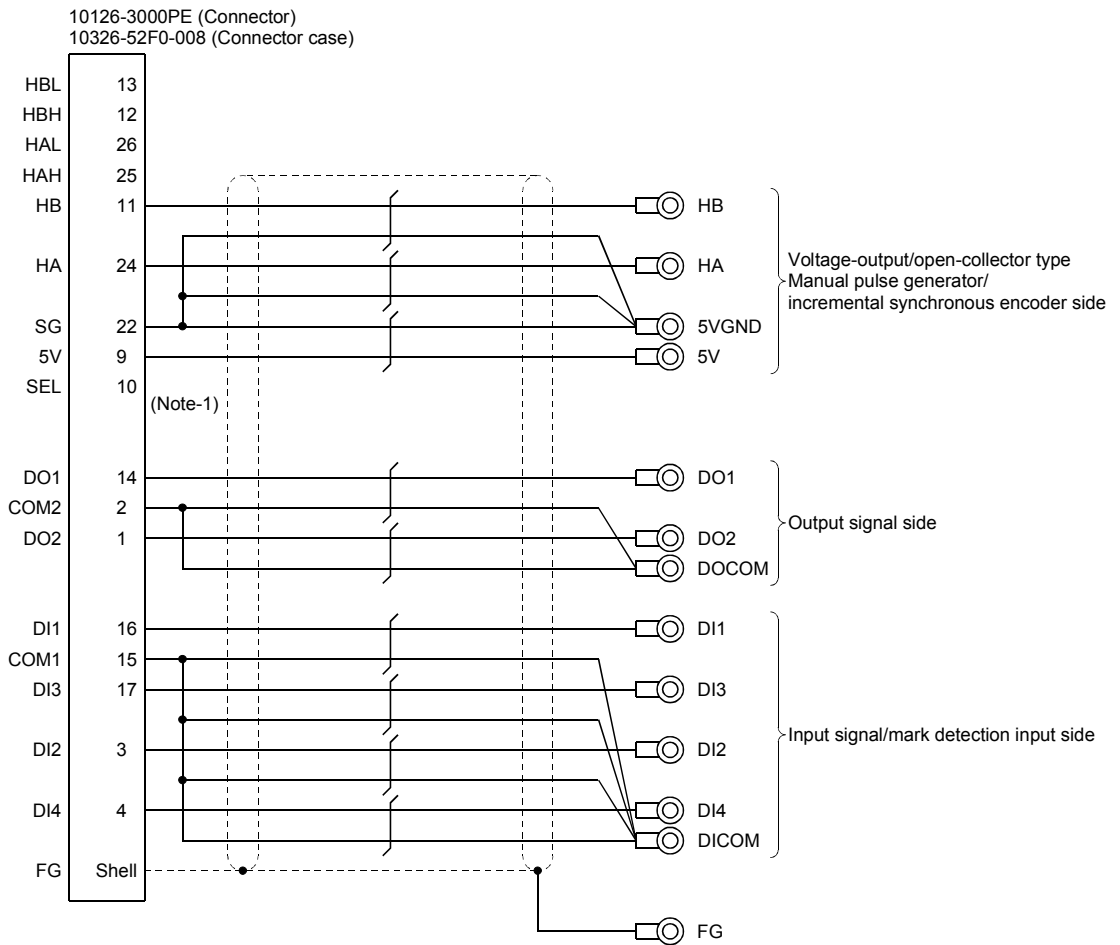 10126-3000PE (Connector)
10326-52F0-008 (Connector case)
HBL 13
HBH 12
HAL 26
HAH 25
HB 11 HB
HA 24 HA
Voltage-output/open-collector type
Manual pulse generator/
incremental synchronous encoder side
SG 22 5VGND
5V 9 5V
SEL 10
(Note-1)
DO1 14 DO1
COM2 2
Output signal side
DO2 1 DO2
DOCOM
DI1 16 DI1
COM1 15
DI3 17 DI3
Input signal/mark detection input side
DI2 3 DI2
DI4 4 DI4
DICOM
FG Shell
FG